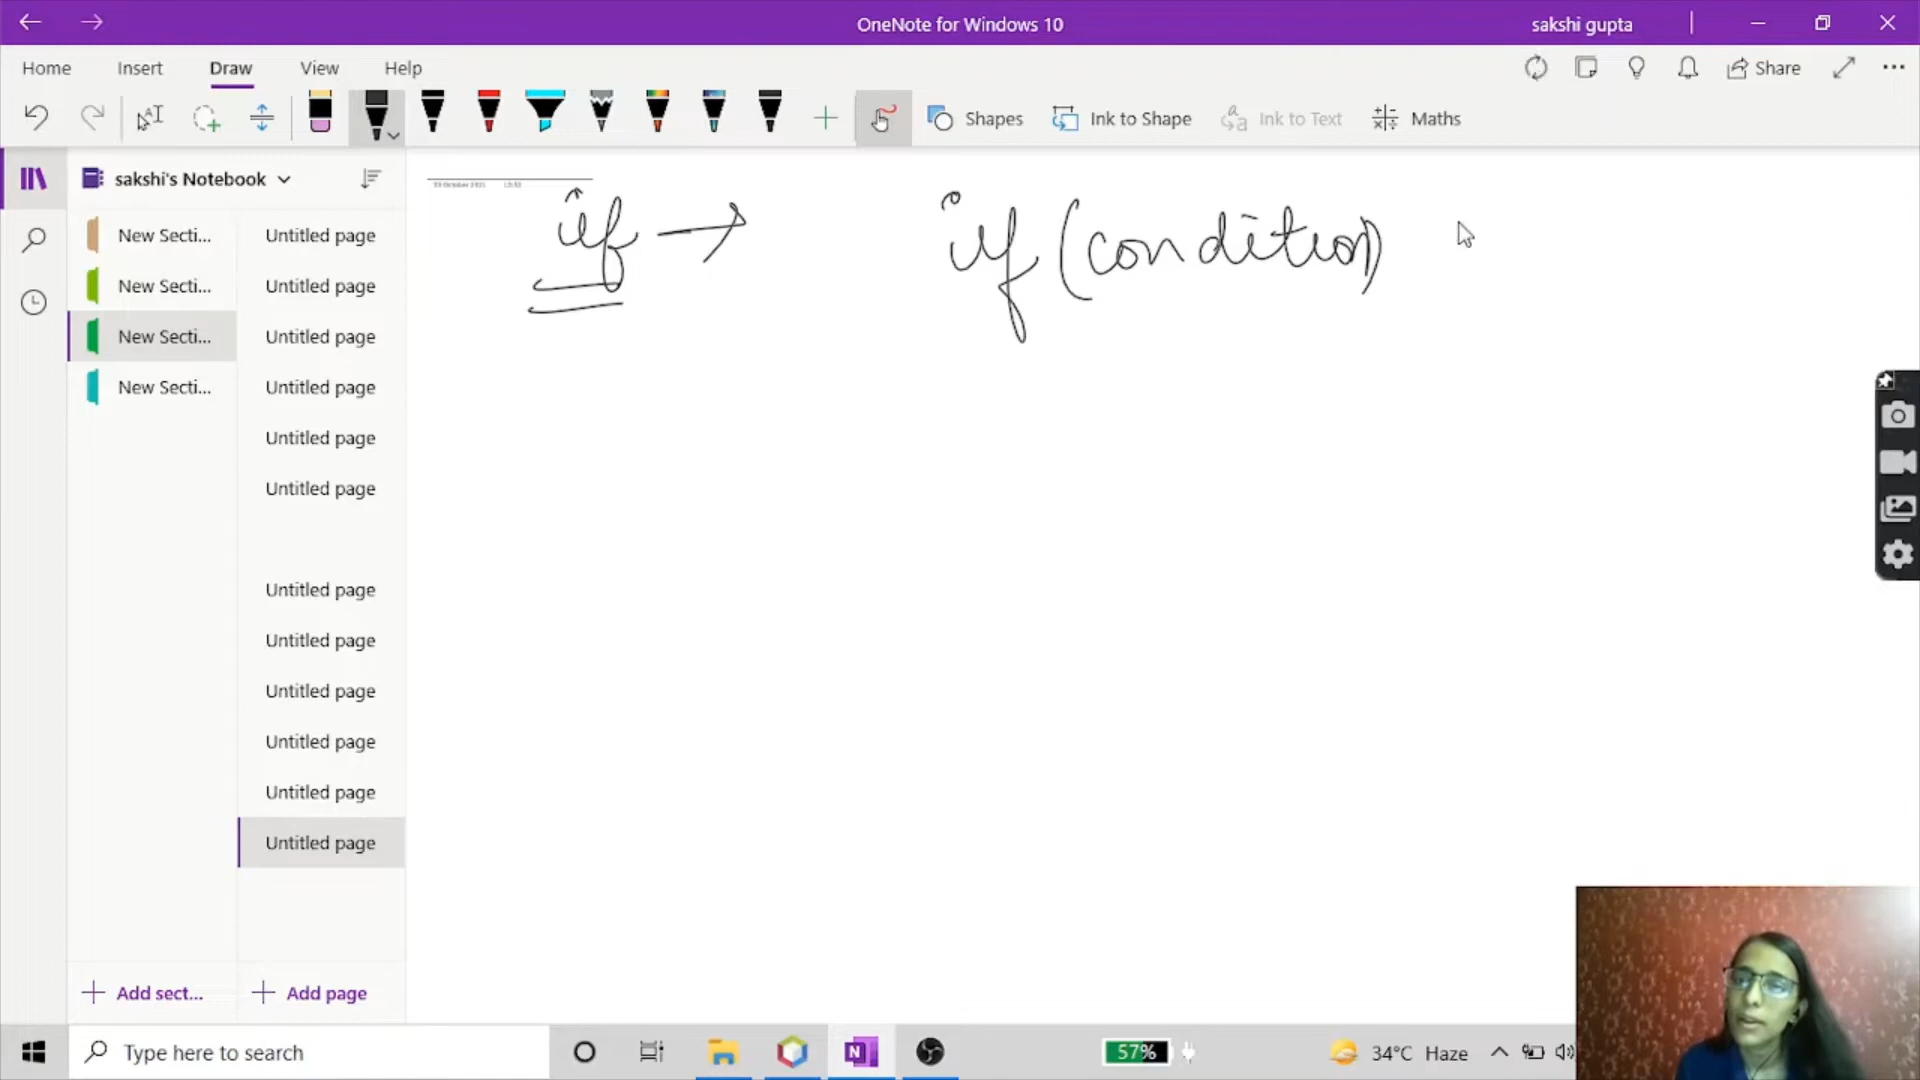 OneNote for Windows 10
sakshi gupta
Home Insert Draw View Help
Share
Shapes Ink to Shape Ink to Text Maths
sakshi's Notebook
New Secti... Untitled page
New Secti... Untitled page
New Secti... Untitled page
New Secti... Untitled page
Untitled page
Untitled page
Untitled page
Untitled page
Untitled page
Untitled page
Untitled page
Untitled page
if → if (condition)
Add sect... Add page
Type here to search
57%
34°C Haze